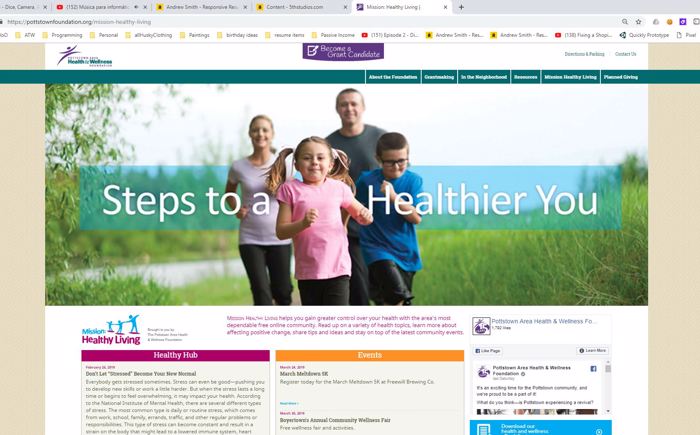 - Dice, Camera,
(152) Música para informáti
Andrew Smith - Responsive Re
Content - 5thstudios.com
Mission: Healthy Living |
https://pottstownfoundation.org/mission-healthy-living
ATW
Programming
Personal
allHuskyClothing
Paintings
birthday ideas
resume items
Passive Income
(151) Episode 2 - Di...
Andrew Smith - Res...
Andrew Smith - Res...
(138) Fixing a Shopi...
Quickly Prototype
Pixel
POTTSTOWN AREA
Health & Wellness
FOUNDATION
Become a
Grant Candidate
Directions & Parking
Contact Us
About the Foundation
Grantmaking
In the Neighborhood
Resources
Mission Healthy Living
Planned Giving
Steps to a Healthier You
Mission:
Healthy Living
Brought to you by
The Pottstown Area Health
& Wellness Foundation
Mission Healthy Living helps you gain greater control over your health with the area's most
dependable free online community. Read up on a variety of health topics, learn more about
affecting positive change, share tips and ideas and stay on top of the latest community events.
Healthy Hub
February 26, 2019
Don't Let "Stressed" Become Your New Normal
Everybody gets stressed sometimes. Stress can even be good—pushing you
to develop new skills or work a little harder. But when the stress lasts a long
time or begins to feel overwhelming, it may impact your health. According to
the National Institute of Mental Health, there are several different types
of stress. The most common type is daily or routine stress, which comes
from work, school, family, errands, traffic, and other regular problems or
responsibilities. This type of stress can become constant and result in a
strain on the body that might lead to a lowered immune system, heart
Events
March 24, 2019
March Meltdown 5K
Register today for the March Meltdown 5K at Freewill Brewing Co.
Read More »
March 30, 2019
Boyertown's Annual Community Wellness Fair
Free wellness fair and activities.
Pottstown Area Health & Wellness Fo...
1,792 likes
Like Page
Learn More
Pottstown Area Health & Wellness
Foundation
last Saturday
It's an exciting time for the Pottstown community, and
we're proud to be a part of it!
What do you think—is Pottstown experiencing a revival?
Download our
health and wellness